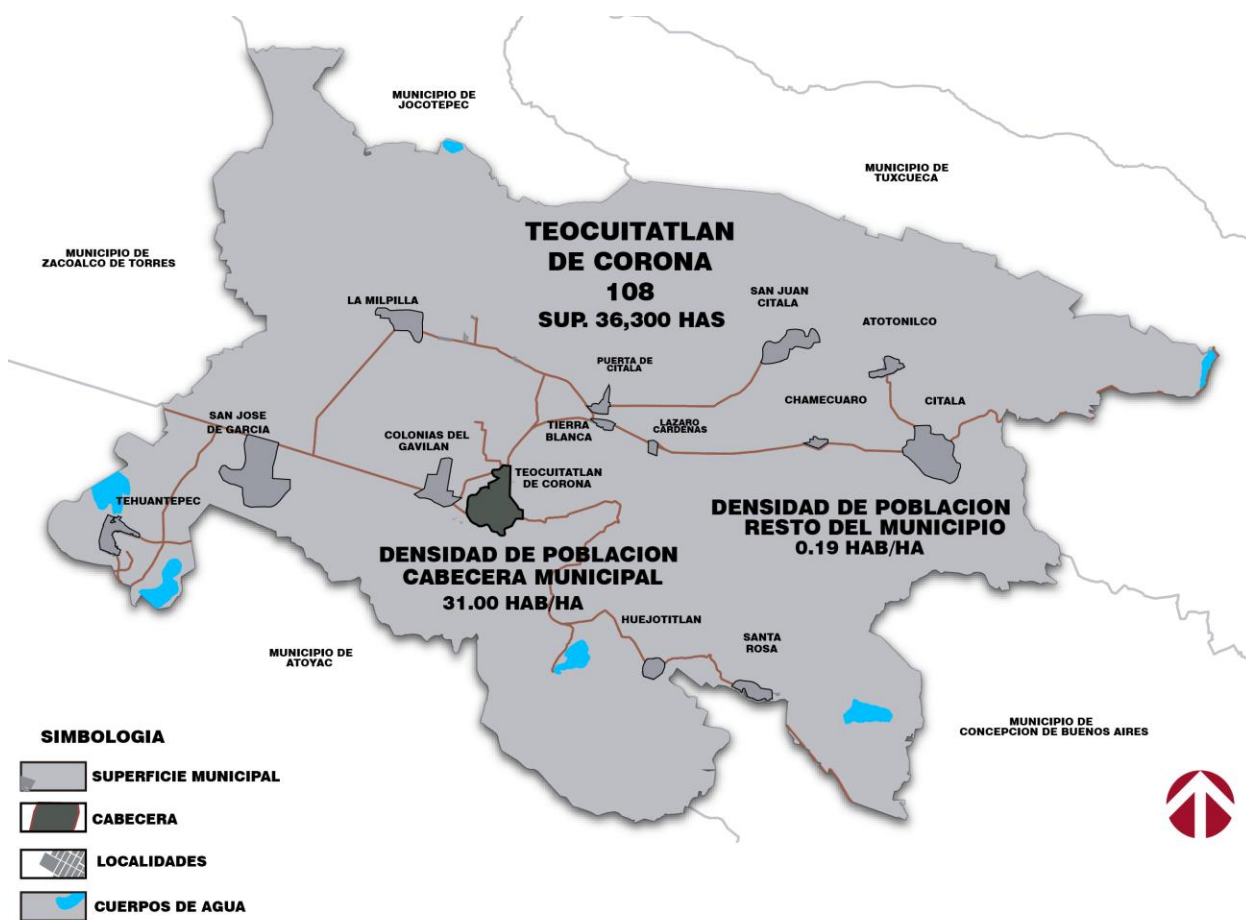 MUNICIPIO DE
JOCOTEPEC
MUNICIPIO DE
TUXCUECA
MUNICIPIO DE
ZACOALCO DE TORRES
TEOCUITATLAN
DE CORONA
108
SUP. 36,300 HAS
LA MILPILLA
SAN JUAN
CITALA
ATOTONILCO
PUERTA DE
CITALA
SAN JOSE
DE GARCIA
COLONIAS DEL
GAVILAN
TIERRA
BLANCA
LAZARO
CARDENAS
CHAMECUARO
CITALA
TEOCUITATLAN
DE CORONA
TEHUANTEPEC
DENSIDAD DE POBLACION
RESTO DEL MUNICIPIO
0.19 HAB/HA
DENSIDAD DE POBLACION
CABECERA MUNICIPAL
31.00 HAB/HA
HUEJOTITLAN
SANTA
ROSA
MUNICIPIO DE
ATOYAC
MUNICIPIO DE
CONCEPCION DE BUENOS AIRES
SIMBOLOGIA
SUPERFICIE MUNICIPAL
CABECERA
LOCALIDADES
CUERPOS DE AGUA